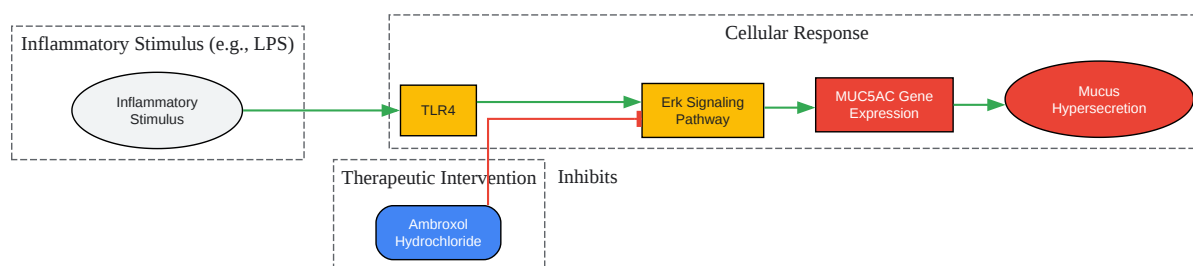 Inflammatory Stimulus (e.g., LPS)
Inflammatory
Stimulus
Cellular Response
TLR4
Erk Signaling
Pathway
MUC5AC Gene
Expression
Mucus
Hypersecretion
Therapeutic Intervention
Inhibits
Ambroxol
Hydrochloride